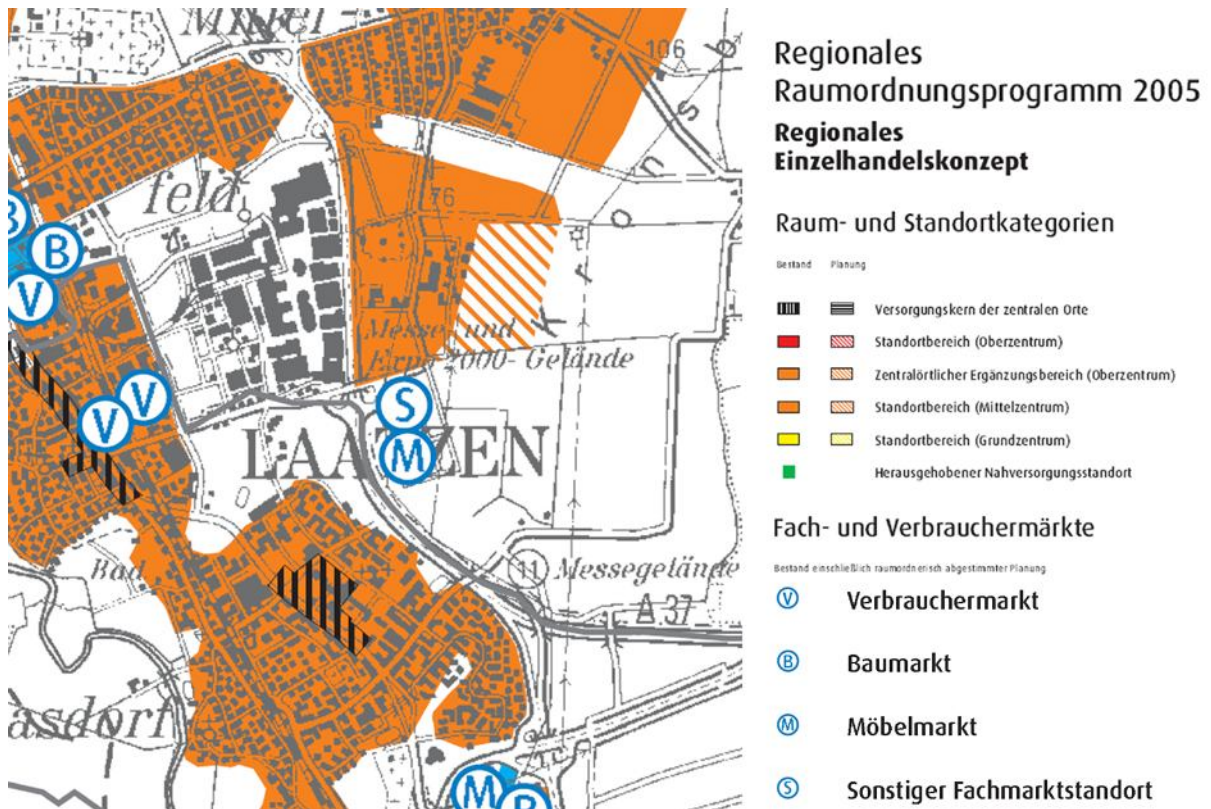 106
feld
76
Kronsb
Messe- und
Expo 2000- Gelände
B
V
V
V
S
M
LAATZEN
Bad
11
Messegelände
A 37
M
B
Regionales
Raumordnungsprogramm 2005
Regionales
Einzelhandelskonzept
Raum- und Standortkategorien
Bestand Planung
Versorgungskern der zentralen Orte
Standortbereich (Oberzentrum)
Zentralörtlicher Ergänzungsbereich (Oberzentrum)
Standortbereich (Mittelzentrum)
Standortbereich (Grundzentrum)
Herausgehobener Nahversorgungsstandort
Fach- und Verbrauchermärkte
Bestand einschließlich raumordnerisch abgestimmter Planung
V Verbrauchermarkt
B Baumarkt
M Möbelmarkt
S Sonstiger Fachmarktstandort